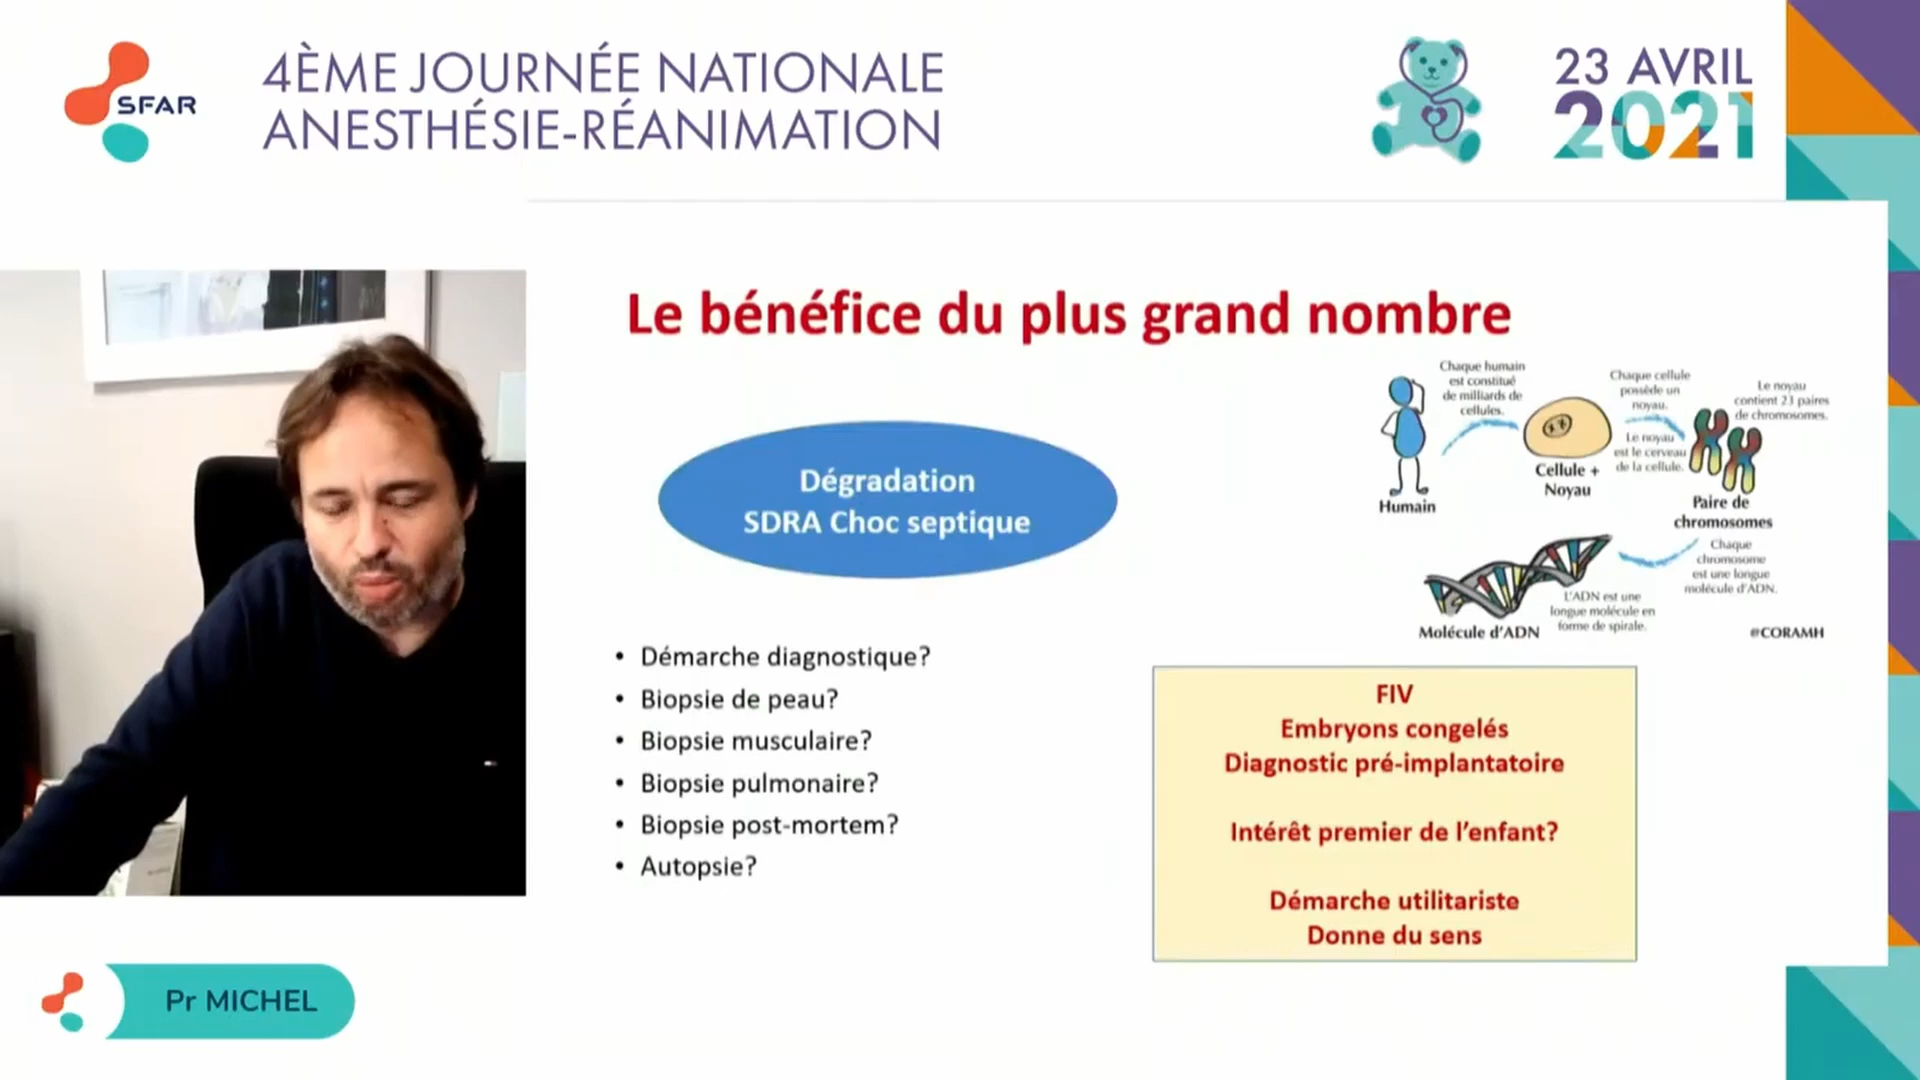 SFAR
4ÈME JOURNÉE NATIONALE
ANESTHÉSIE-RÉANIMATION
23 AVRIL
2021
Le bénéfice du plus grand nombre
Dégradation
SDRA Choc septique
• Démarche diagnostique?
• Biopsie de peau?
• Biopsie musculaire?
• Biopsie pulmonaire?
• Biopsie post-mortem?
• Autopsie?
Chaque humain
est constitué
de milliards de
cellules.
Chaque cellule
possède un
noyau.
Le noyau
contient 23 paires
de chromosomes.
Le noyau
est le cerveau
de la cellule.
Humain
Cellule +
Noyau
Paire de
chromosomes
Chaque
chromosome
est une longue
molécule d'ADN.
L'ADN est une
longue molécule en
forme de spirale.
Molécule d'ADN
@CORAMH
FIV
Embryons congelés
Diagnostic pré-implantatoire
Intérêt premier de l'enfant?
Démarche utilitariste
Donne du sens
Pr MICHEL